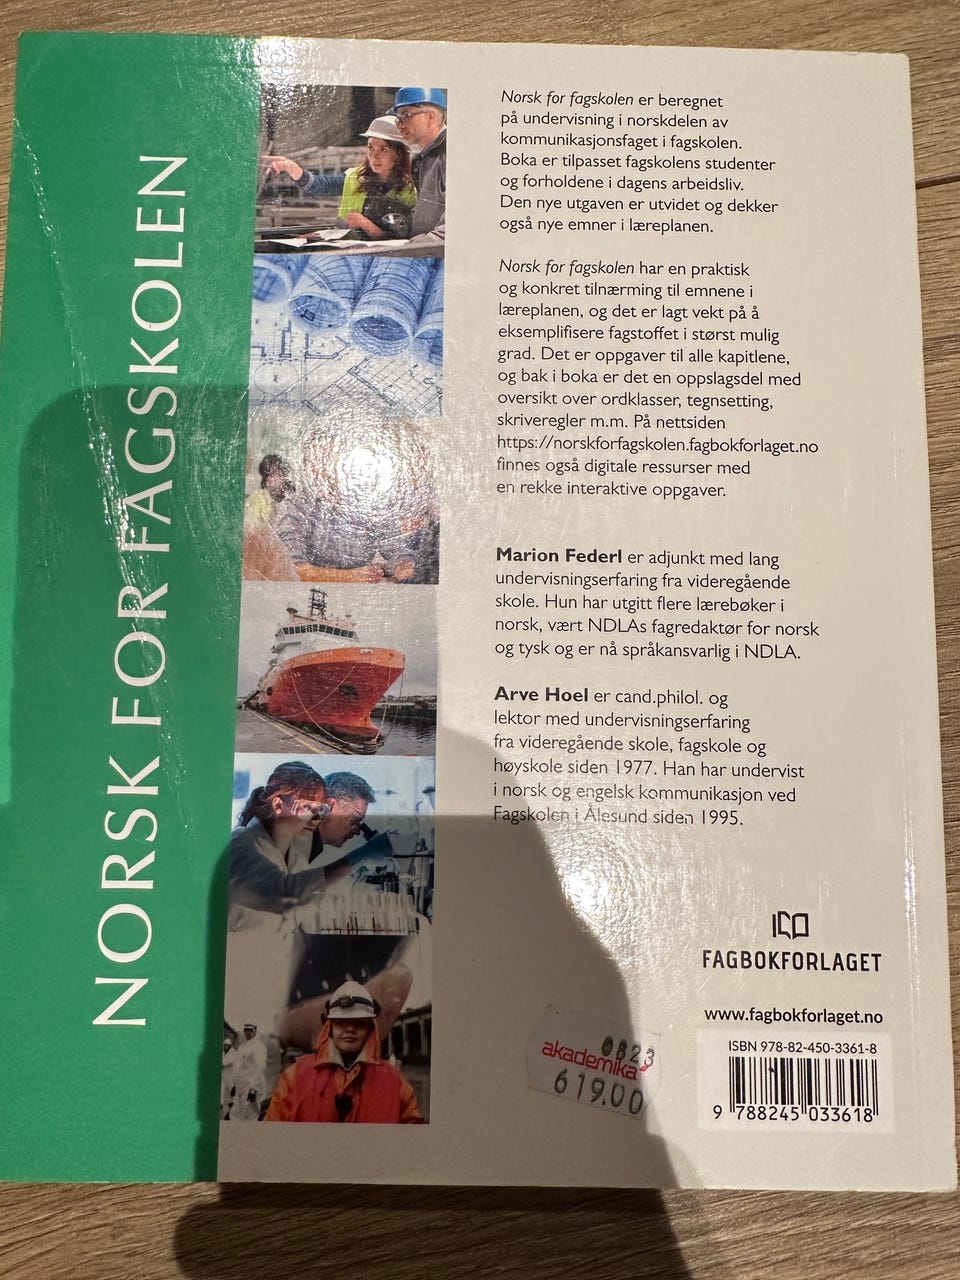 NORSK FOR FAGSKOLEN
Norsk for fagskolen er beregnet
på undervisning i norskdelen av
kommunikasjonsfaget i fagskolen.
Boka er tilpasset fagskolens studenter
og forholdene i dagens arbeidsliv.
Den nye utgaven er utvidet og dekker
også nye emner i læreplanen.
Norsk for fagskolen har en praktisk
og konkret tilnærming til emnene i
læreplanen, og det er lagt vekt på å
eksemplifisere fagstoffet i størst mulig
grad. Det er oppgaver til alle kapitlene,
og bak i boka er det en oppslagsdel med
oversikt over ordklasser, tegnsetting,
skriveregler m.m. På nettsiden
https://norskforfagskolen.fagbokforlaget.no
finnes også digitale ressurser med
en rekke interaktive oppgaver.
Marion Federl er adjunkt med lang
undervisningserfaring fra videregående
skole. Hun har utgitt flere lærebøker i
norsk, vært NDLAs fagredaktør for norsk
og tysk og er nå språkansvarlig i NDLA.
Arve Hoel er cand.philol. og
lektor med undervisningserfaring
fra videregående skole, fagskole og
høyskole siden 1977. Han har undervist
i norsk og engelsk kommunikasjon ved
Fagskolen i Ålesund siden 1995.
FAGBOKFORLAGET
www.fagbokforlaget.no
ISBN 978-82-450-3361-8
9 788245 033618
0823
akademika
619.00